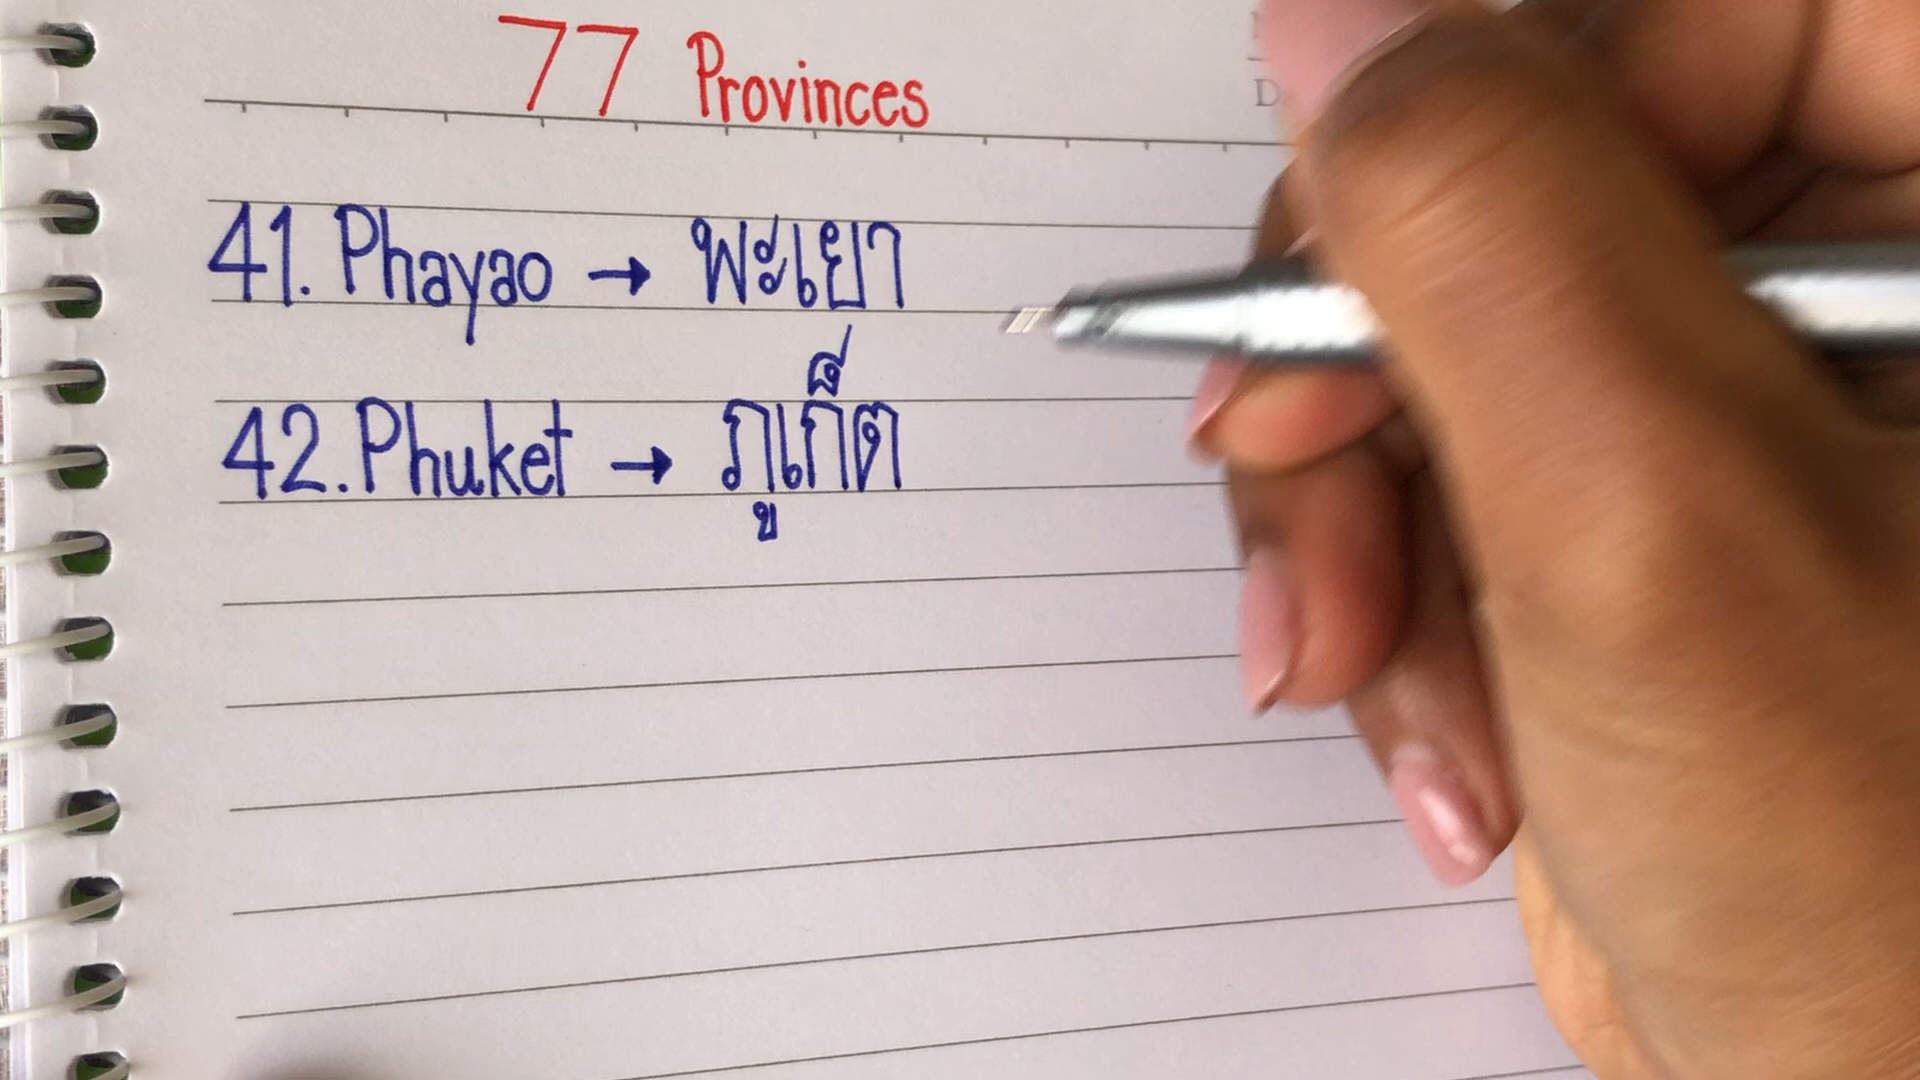 77 Provinces
41. Phayao → พะเยา
42. Phuket → ภูเก็ต